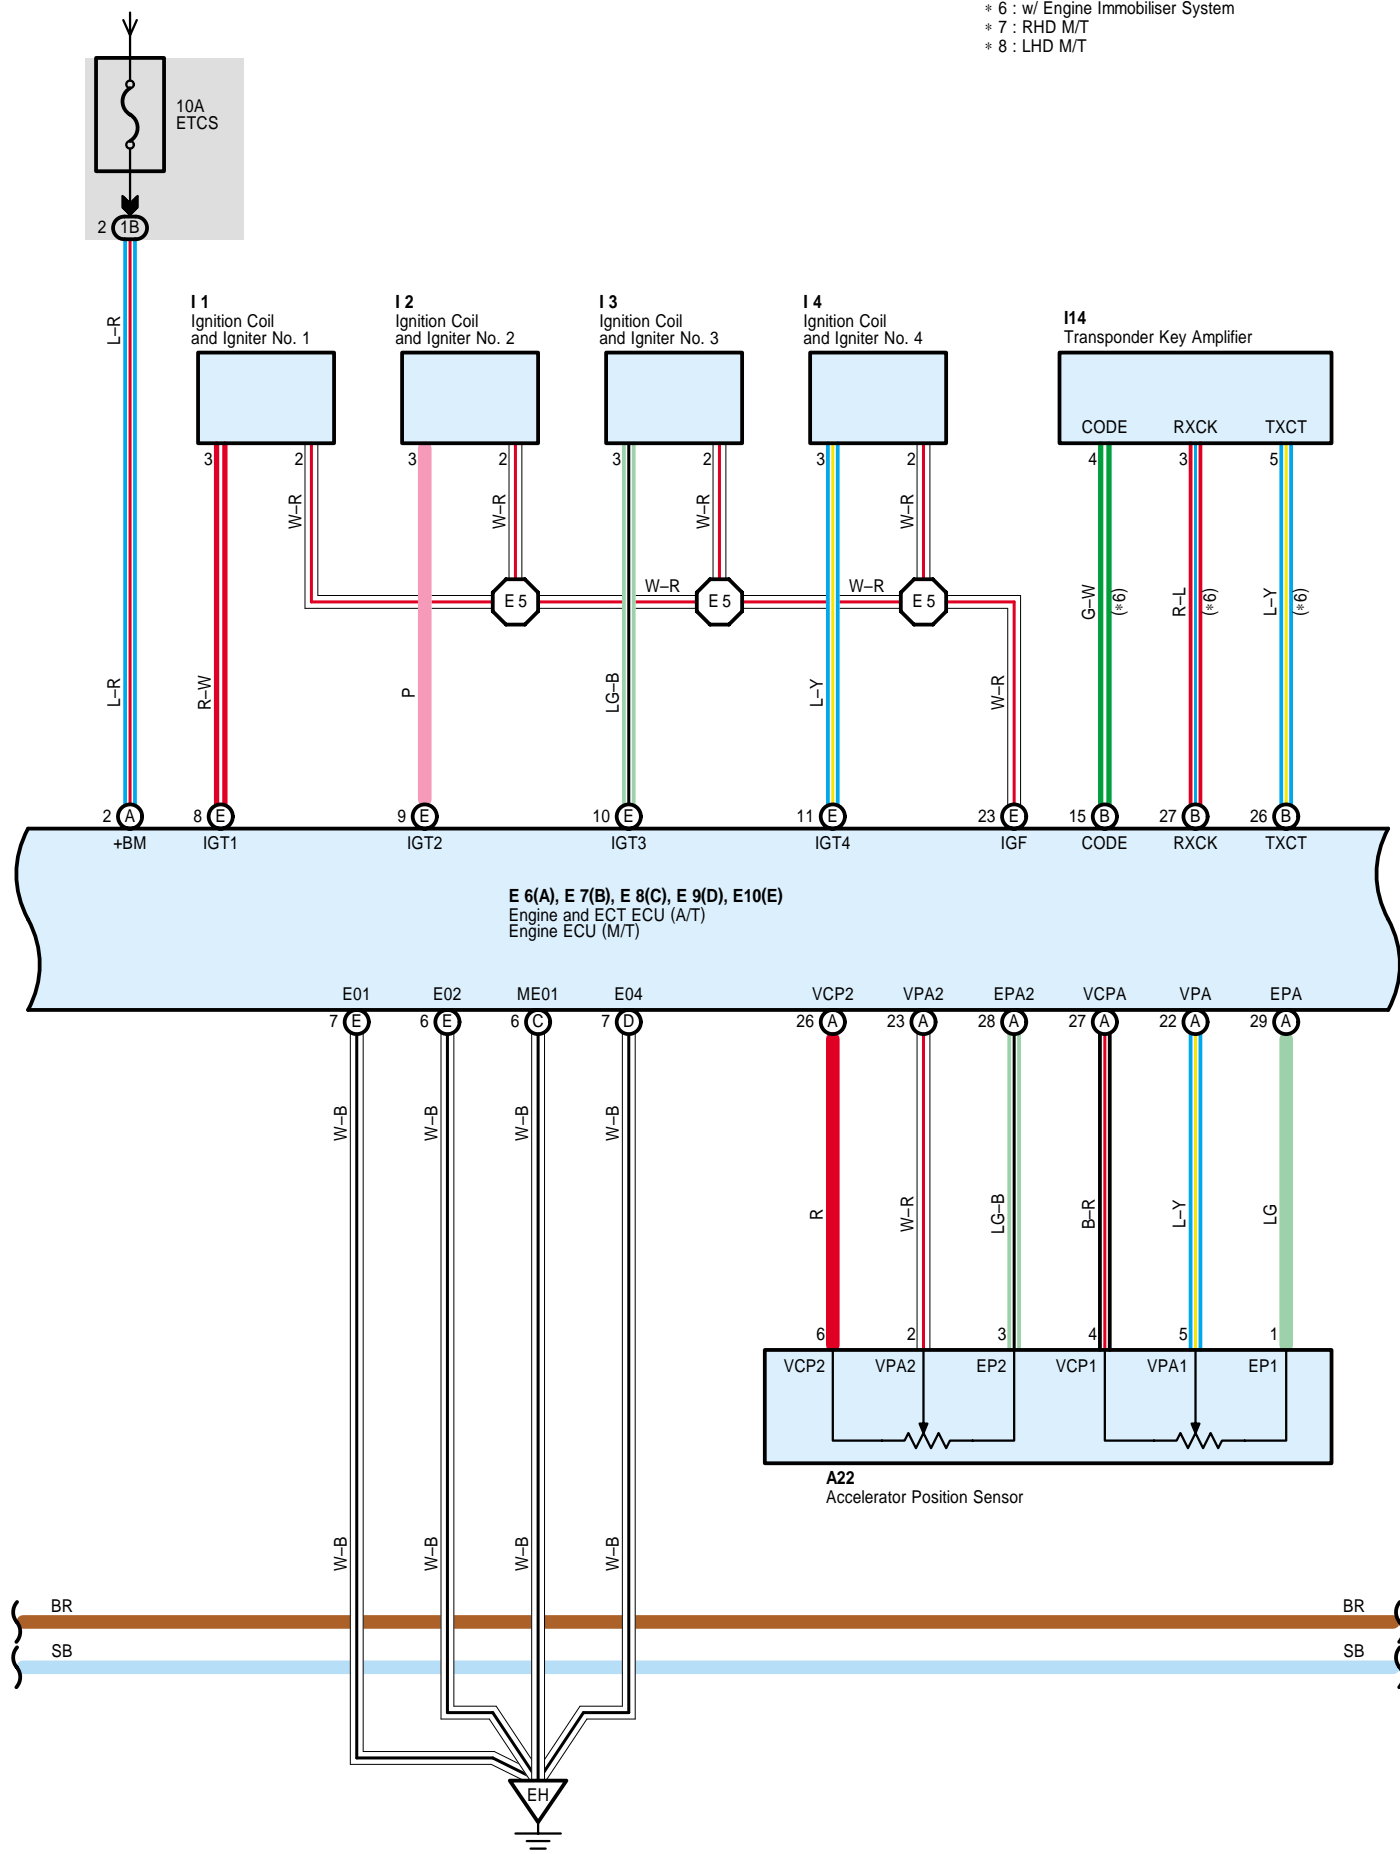 * 6 : w/ Engine Immobiliser System
* 7 : RHD M/T
* 8 : LHD M/T
10A
ETCS
2 1B
L–R
I 1
Ignition Coil
and Igniter No. 1
I 2
Ignition Coil
and Igniter No. 2
I 3
Ignition Coil
and Igniter No. 3
I 4
Ignition Coil
and Igniter No. 4
I14
Transponder Key Amplifier
CODE RXCK TXCT
3 2 3 2 3 2 3 2 4 3 5
W–R W–R W–R W–R
E 5 W–R E 5 W–R E 5
G–W (*6) R–L (*6) L–Y (*6)
L–R R–W P LG–B L–Y W–R
2 A 8 E 9 E 10 E 11 E 23 E 15 B 27 B 26 B
+BM IGT1 IGT2 IGT3 IGT4 IGF CODE RXCK TXCT
E 6(A), E 7(B), E 8(C), E 9(D), E10(E)
Engine and ECT ECU (A/T)
Engine ECU (M/T)
E01 E02 ME01 E04 VCP2 VPA2 EPA2 VCPA VPA EPA
7 E 6 E 6 C 7 D 26 A 23 A 28 A 27 A 22 A 29 A
W–B W–B W–B W–B
R W–R LG–B B–R L–Y LG
6 2 3 4 5 1
VCP2 VPA2 EP2 VCP1 VPA1 EP1
A22
Accelerator Position Sensor
W–B W–B W–B W–B
BR BR
SB SB
EH